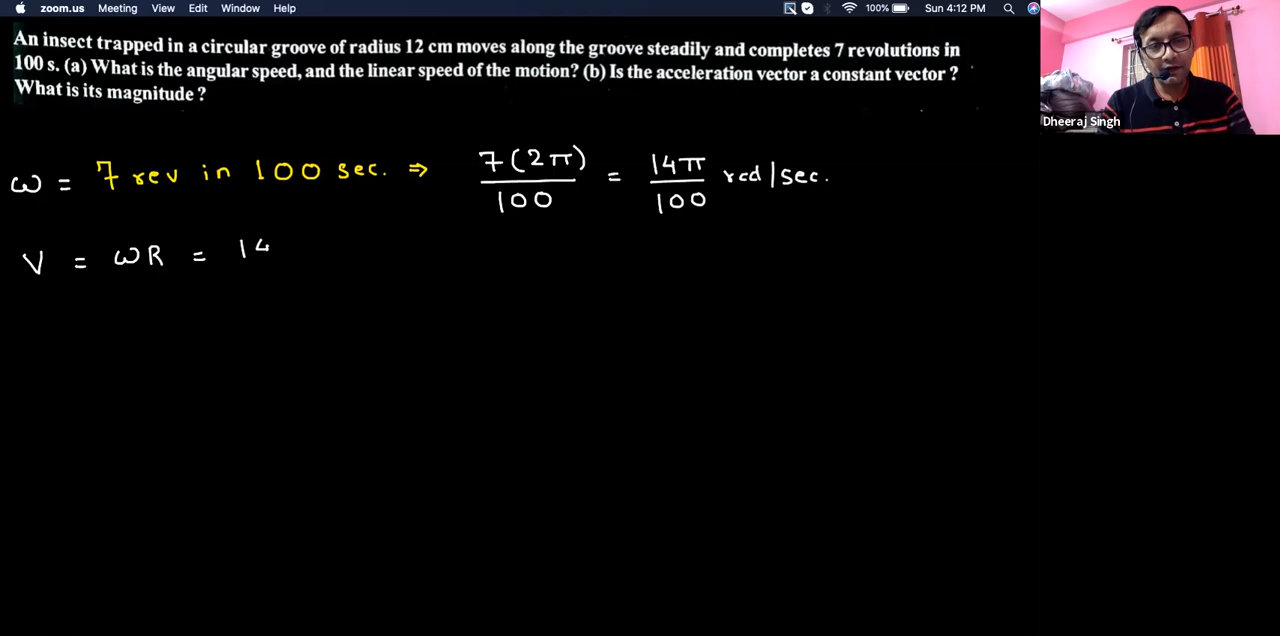 zoom.us Meeting View Edit Window Help 100% Sun 4:12 PM
An insect trapped in a circular groove of radius 12 cm moves along the groove steadily and completes 7 revolutions in
100 s. (a) What is the angular speed, and the linear speed of the motion? (b) Is the acceleration vector a constant vector ?
What is its magnitude ?
Dheeraj Singh
ω = 7 rev in 100 sec. ⇒ 7(2π)/100 = 14π/100 rad/sec.
V = ωR = 14